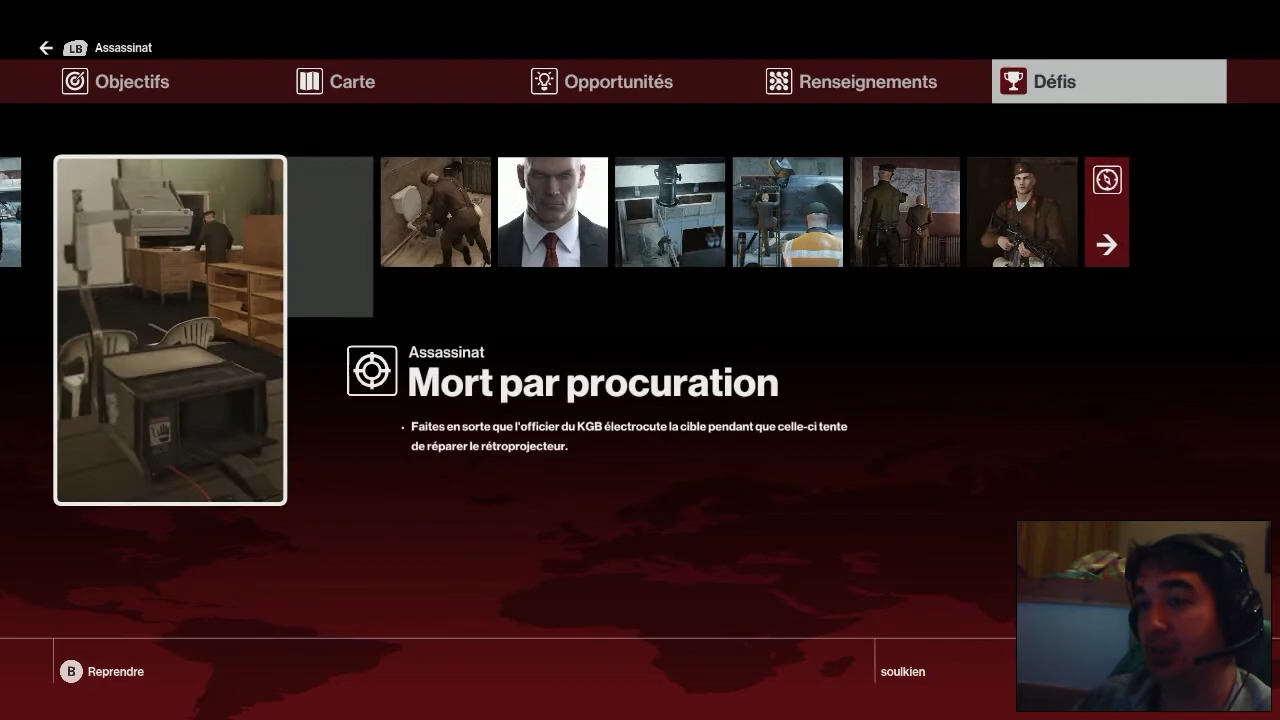 LB Assassinat
Objectifs
Carte
Opportunités
Renseignements
Défis
Assassinat
Mort par procuration
· Faites en sorte que l'officier du KGB électrocute la cible pendant que celle-ci tente
de réparer le rétroprojecteur.
B Reprendre
soulkien